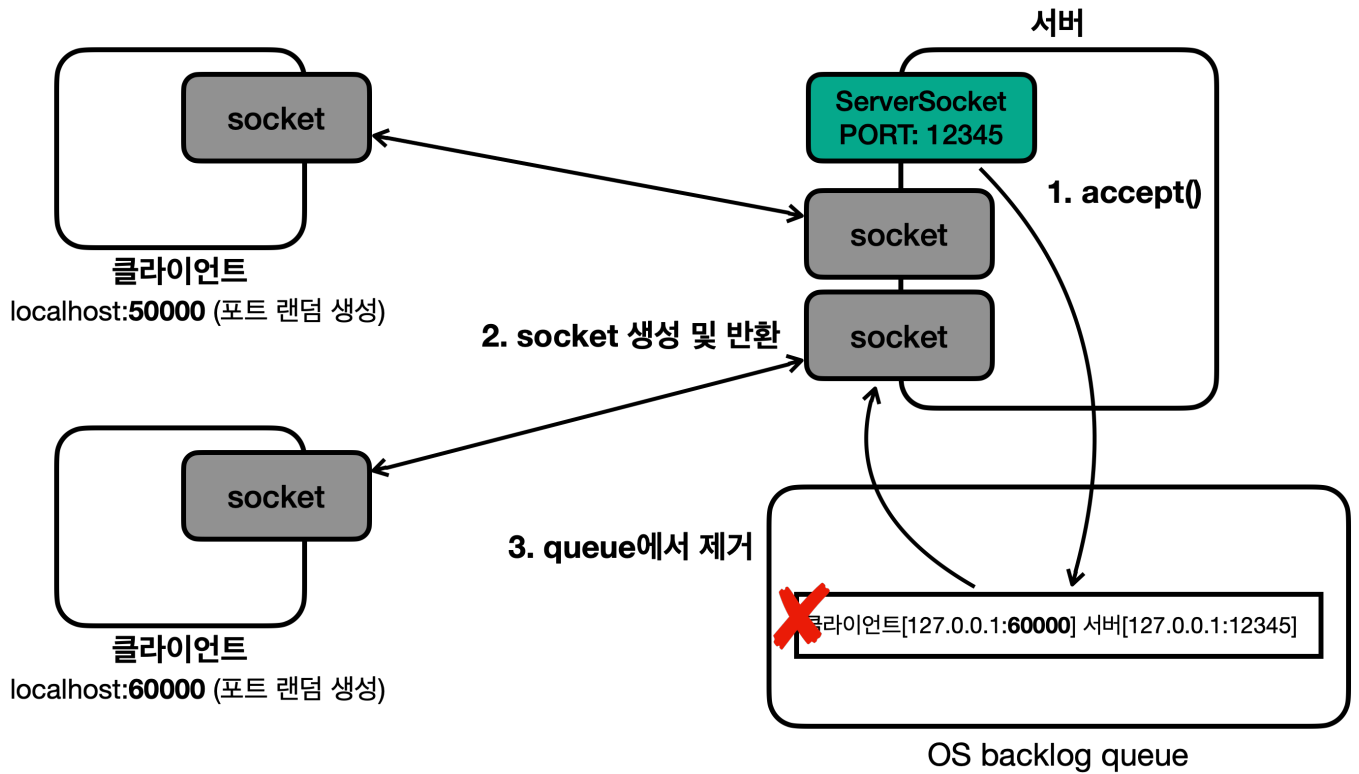 서버
socket
ServerSocket
PORT: 12345
1. accept()
socket
클라이언트
localhost:50000 (포트 랜덤 생성)
2. socket 생성 및 반환
socket
socket
3. queue에서 제거
클라이언트[127.0.0.1:60000] 서버[127.0.0.1:12345]
클라이언트
localhost:60000 (포트 랜덤 생성)
OS backlog queue